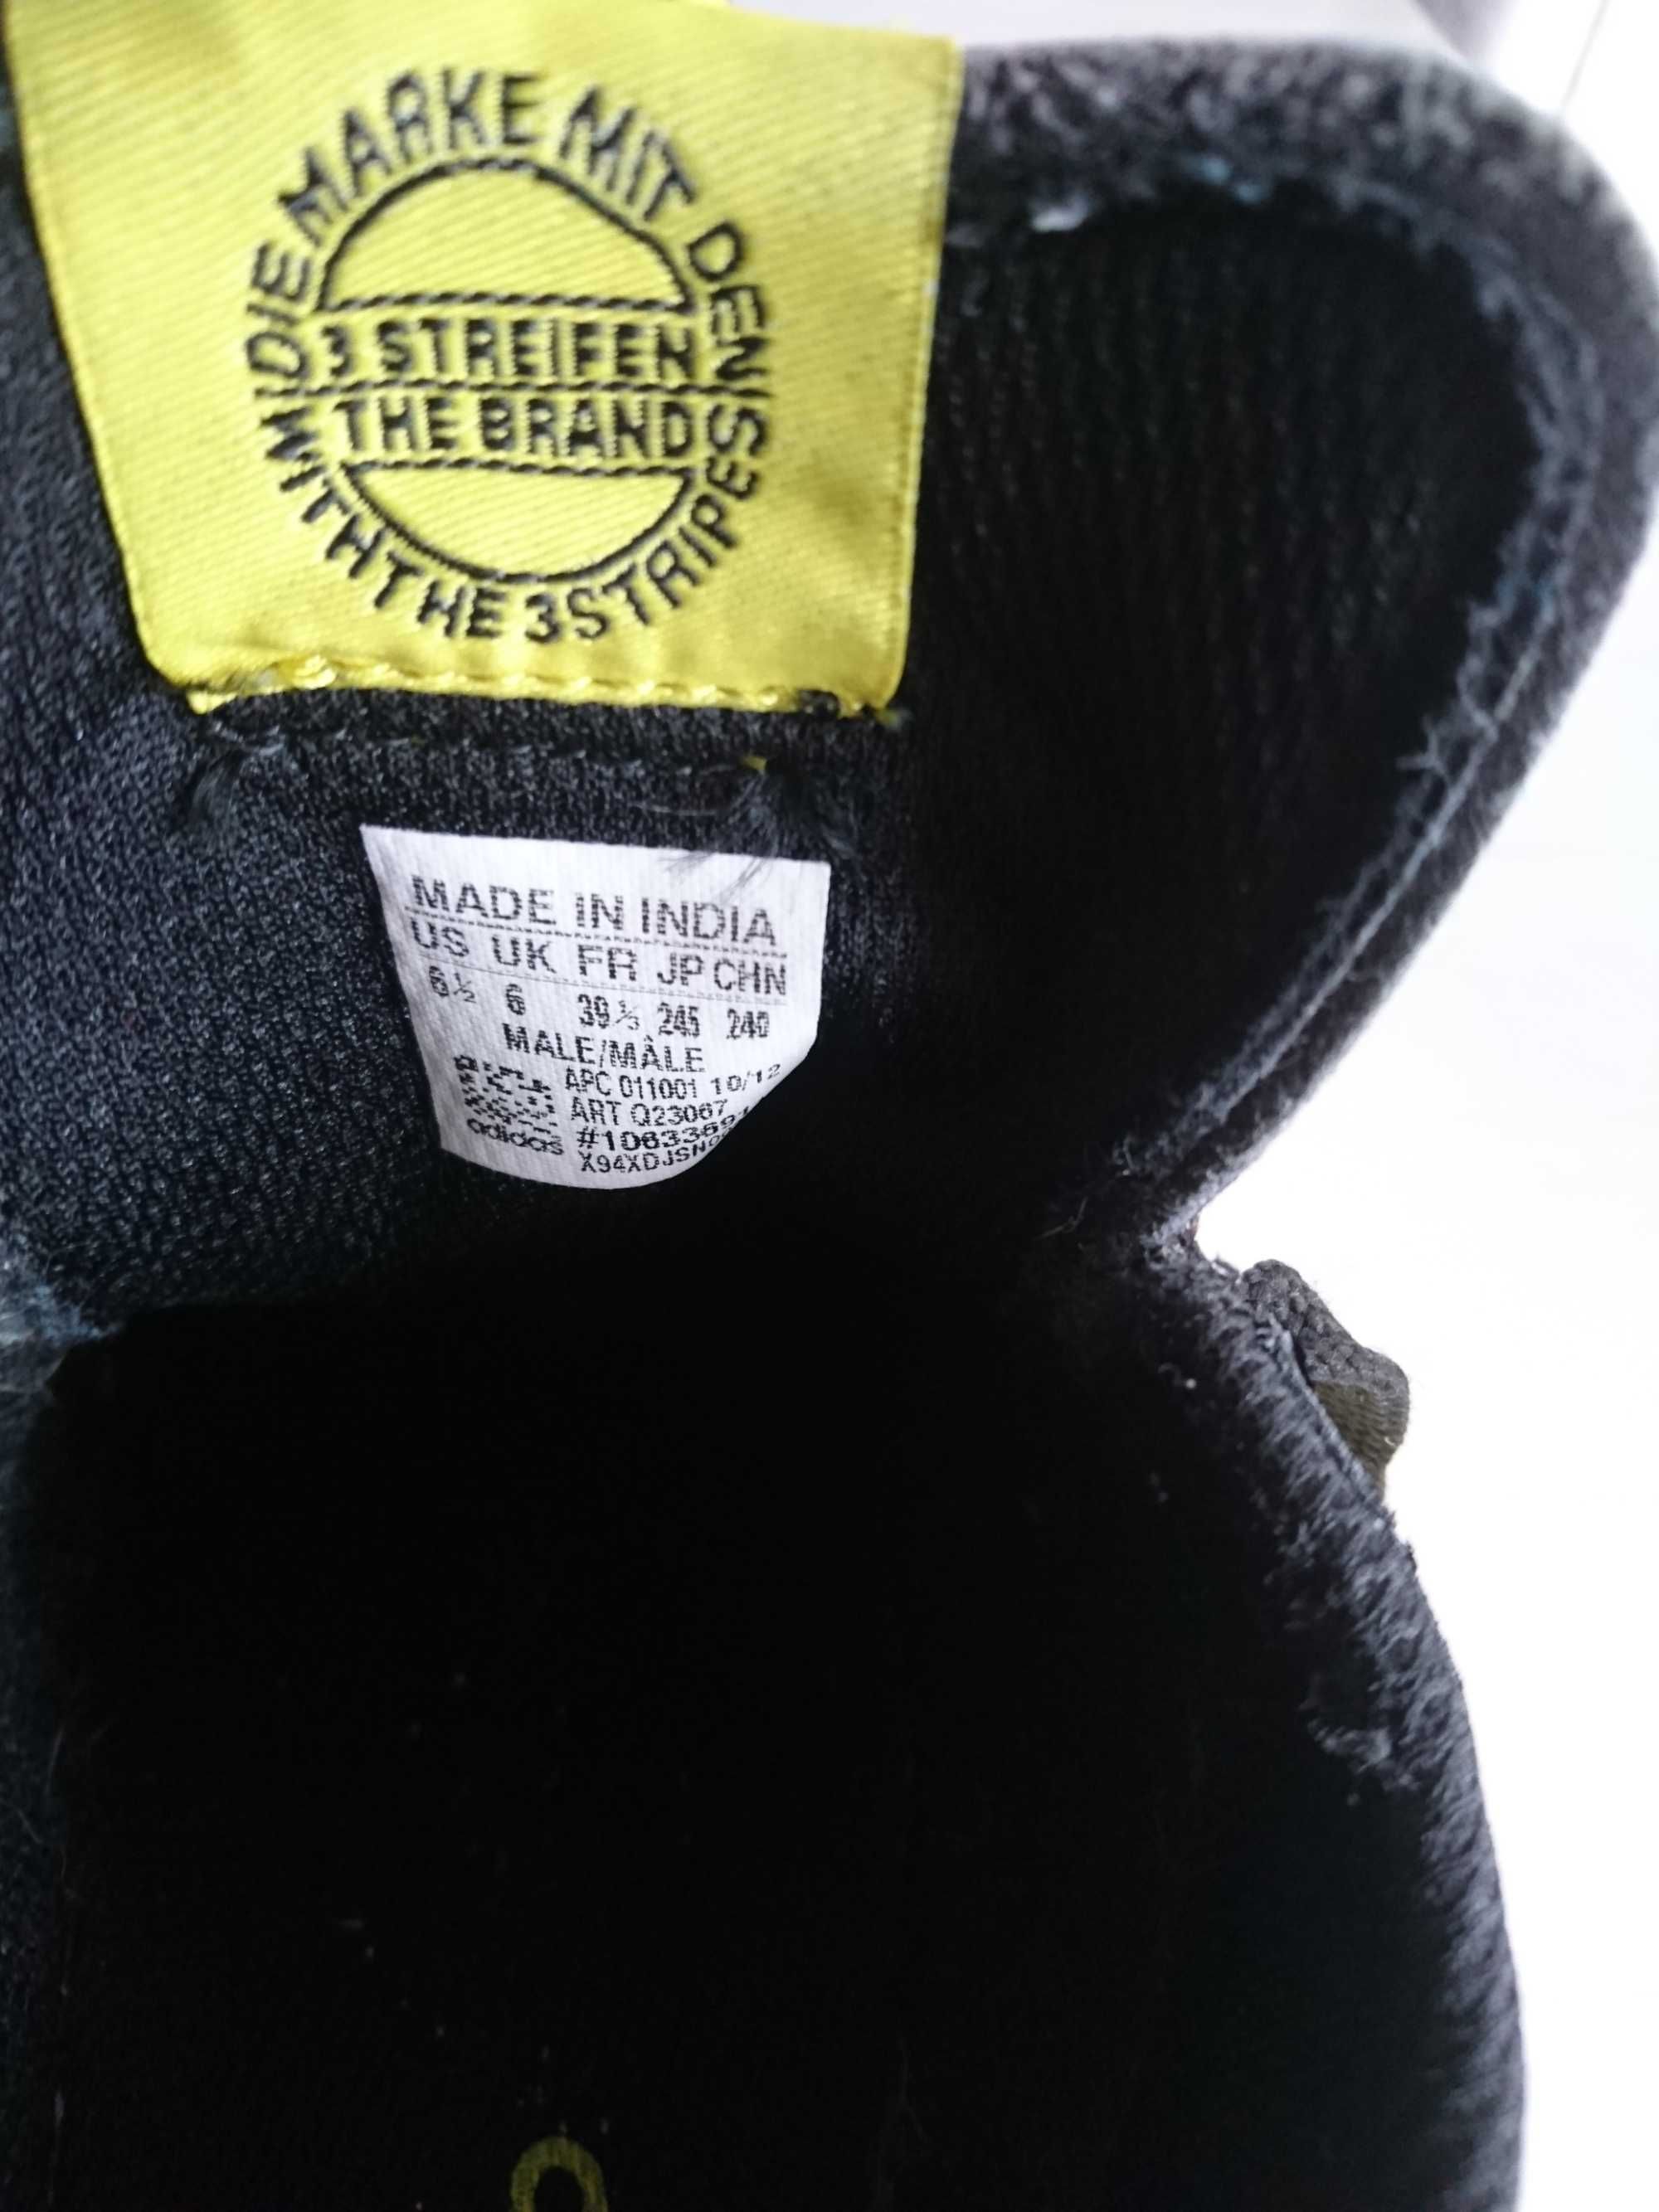 DIE MARKE MIT DEN
3 STREIFEN
THE BRAND
WITH THE 3 STRIPES
MADE IN INDIA
US UK FR JP CHN
6½ 6 39⅓ 245 240
MALE/MÂLE
APC 011001 10/12
ART Q23067
adidas